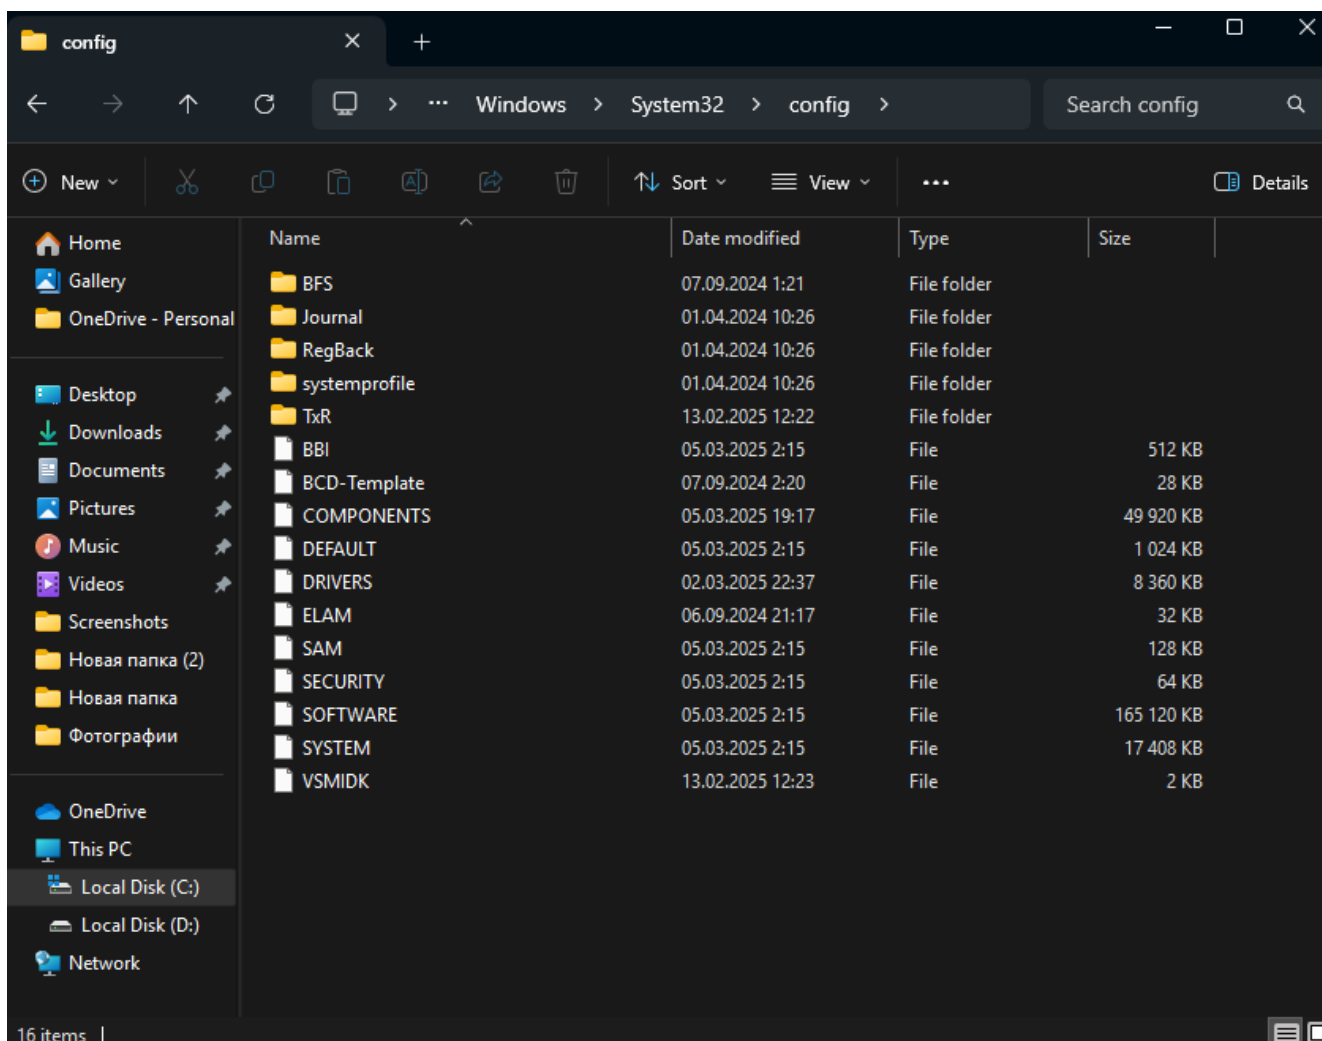 config
Windows > System32 > config >
Search config
New
Sort
View
Details
Home
Gallery
OneDrive - Personal
Desktop
Downloads
Documents
Pictures
Music
Videos
Screenshots
Новая папка (2)
Новая папка
Фотографии
OneDrive
This PC
Local Disk (C:)
Local Disk (D:)
Network
Name Date modified Type Size
BFS 07.09.2024 1:21 File folder
Journal 01.04.2024 10:26 File folder
RegBack 01.04.2024 10:26 File folder
systemprofile 01.04.2024 10:26 File folder
TxR 13.02.2025 12:22 File folder
BBI 05.03.2025 2:15 File 512 KB
BCD-Template 07.09.2024 2:20 File 28 KB
COMPONENTS 05.03.2025 19:17 File 49 920 KB
DEFAULT 05.03.2025 2:15 File 1 024 KB
DRIVERS 02.03.2025 22:37 File 8 360 KB
ELAM 06.09.2024 21:17 File 32 KB
SAM 05.03.2025 2:15 File 128 KB
SECURITY 05.03.2025 2:15 File 64 KB
SOFTWARE 05.03.2025 2:15 File 165 120 KB
SYSTEM 05.03.2025 2:15 File 17 408 KB
VSMIDK 13.02.2025 12:23 File 2 KB
16 items